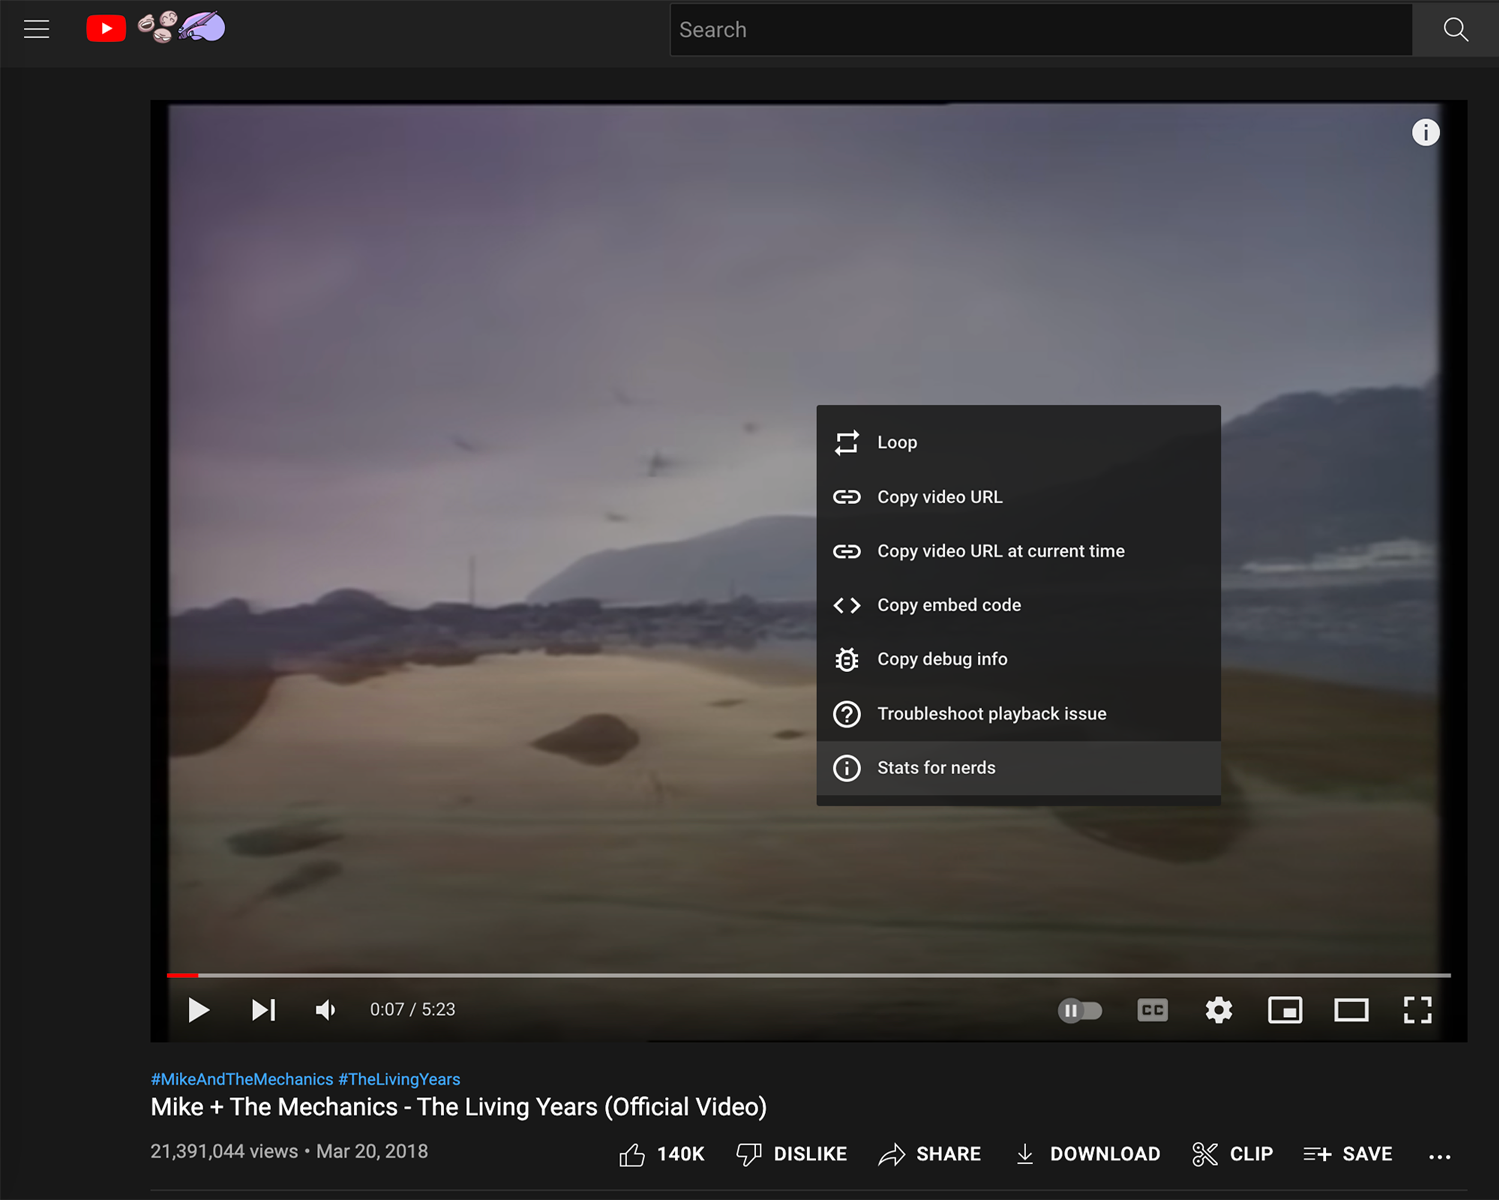 Search
Loop
Copy video URL
Copy video URL at current time
Copy embed code
Copy debug info
Troubleshoot playback issue
Stats for nerds
0:07 / 5:23
CC
#MikeAndTheMechanics #TheLivingYears
Mike + The Mechanics - The Living Years (Official Video)
21,391,044 views • Mar 20, 2018
140K DISLIKE SHARE DOWNLOAD CLIP SAVE